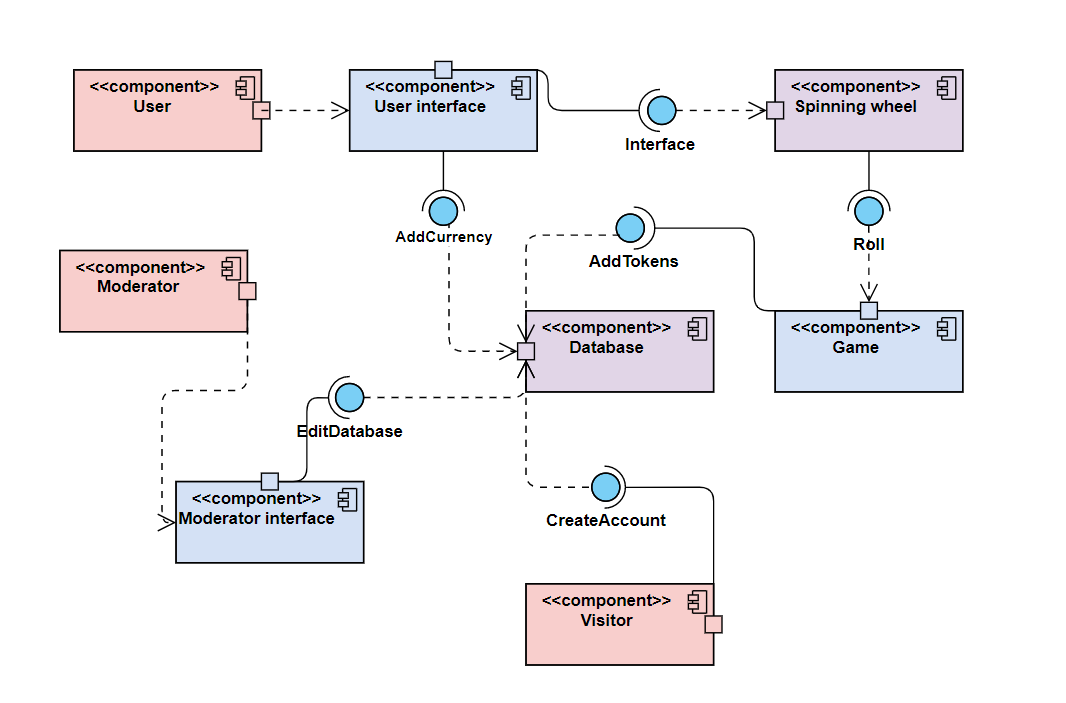 <<component>>
User
<<component>>
User interface
<<component>>
Spinning wheel
Interface
AddCurrency
Roll
AddTokens
<<component>>
Moderator
<<component>>
Database
<<component>>
Game
EditDatabase
<<component>>
Moderator interface
CreateAccount
<<component>>
Visitor